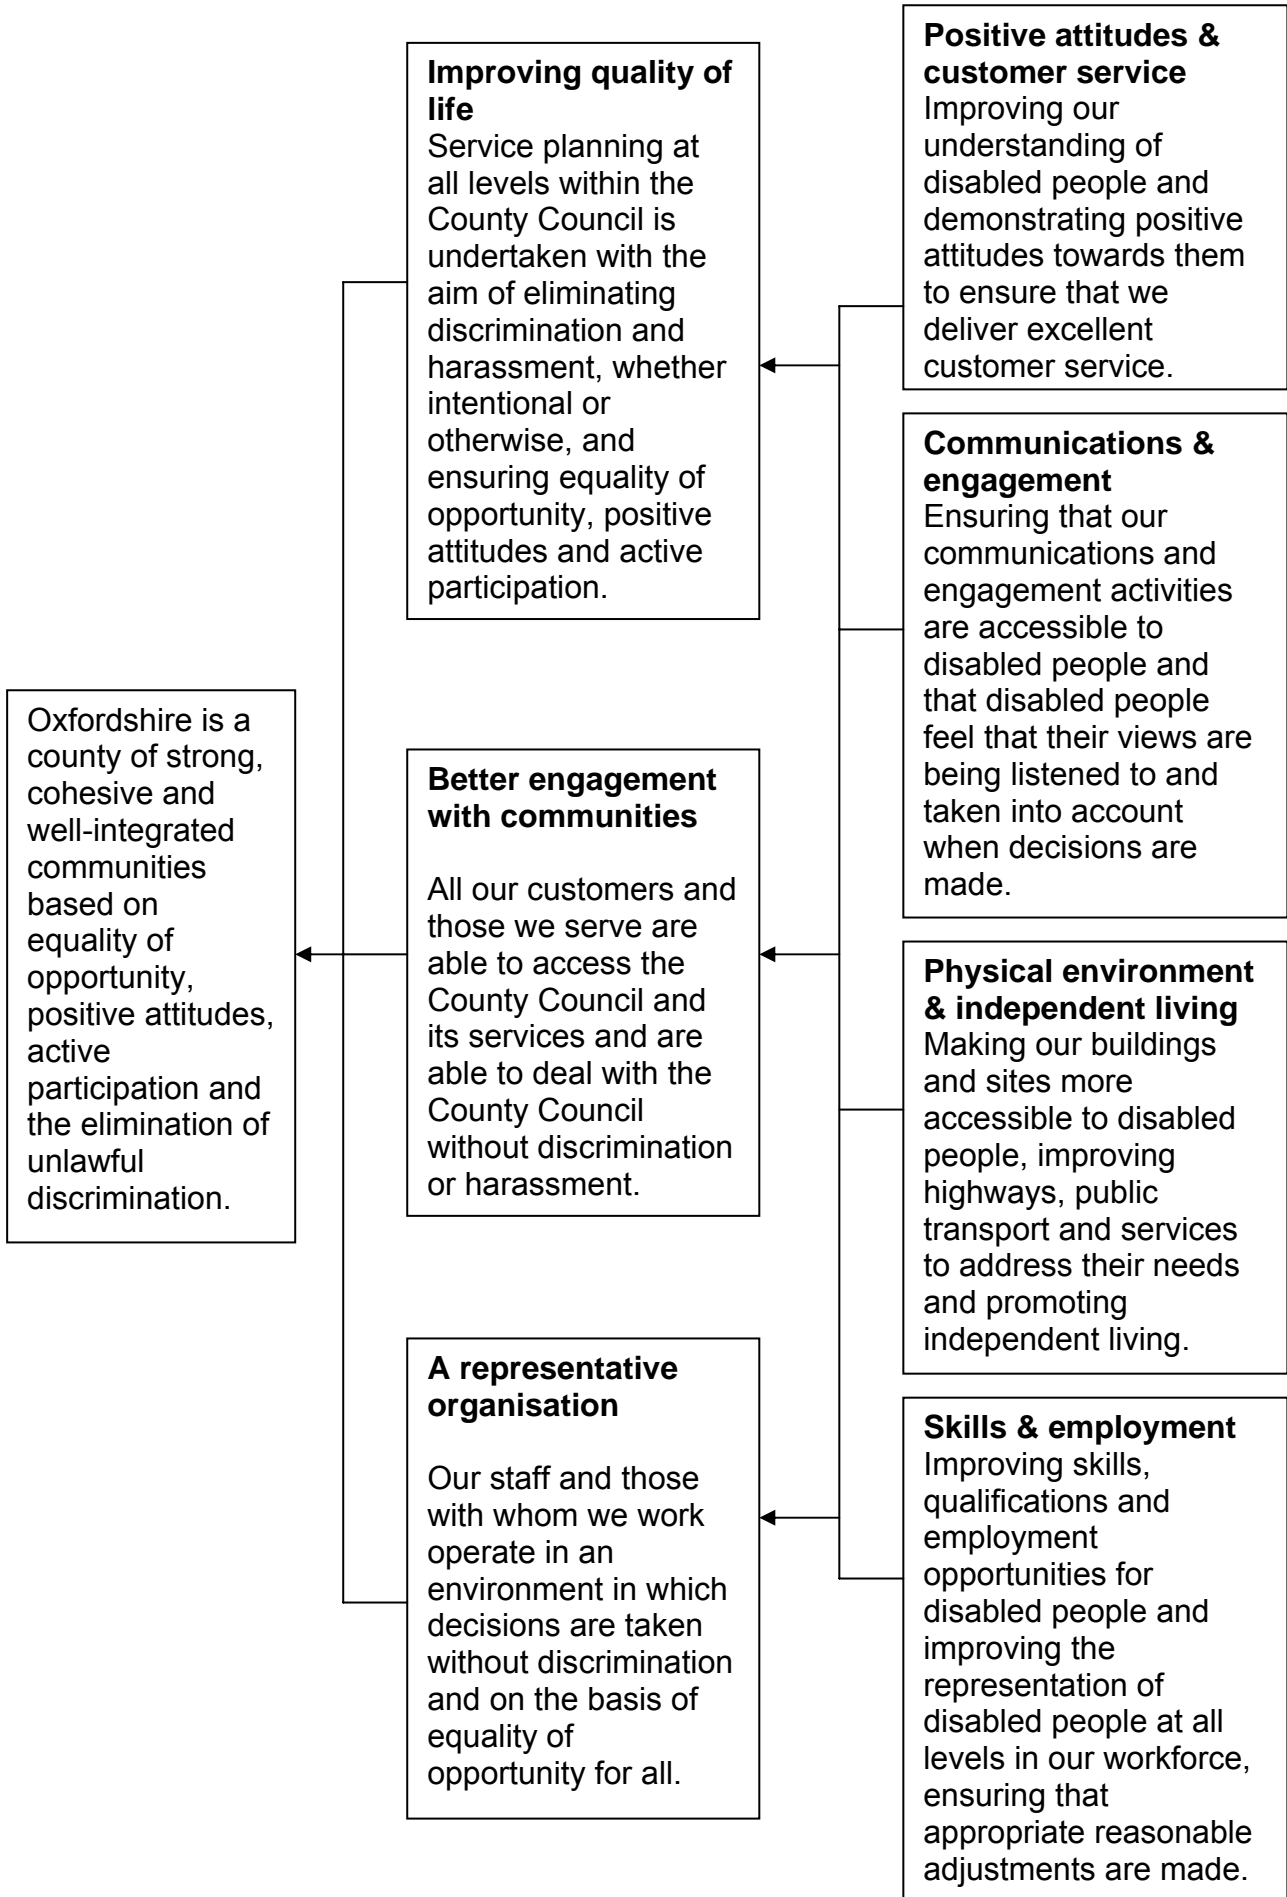 Oxfordshire is a
county of strong,
cohesive and
well-integrated
communities
based on
equality of
opportunity,
positive attitudes,
active
participation and
the elimination of
unlawful
discrimination.
Improving quality of
life
Service planning at
all levels within the
County Council is
undertaken with the
aim of eliminating
discrimination and
harassment, whether
intentional or
otherwise, and
ensuring equality of
opportunity, positive
attitudes and active
participation.
Better engagement
with communities
All our customers and
those we serve are
able to access the
County Council and
its services and are
able to deal with the
County Council
without discrimination
or harassment.
A representative
organisation
Our staff and those
with whom we work
operate in an
environment in which
decisions are taken
without discrimination
and on the basis of
equality of
opportunity for all.
Positive attitudes &
customer service
Improving our
understanding of
disabled people and
demonstrating positive
attitudes towards them
to ensure that we
deliver excellent
customer service.
Communications &
engagement
Ensuring that our
communications and
engagement activities
are accessible to
disabled people and
that disabled people
feel that their views are
being listened to and
taken into account
when decisions are
made.
Physical environment
& independent living
Making our buildings
and sites more
accessible to disabled
people, improving
highways, public
transport and services
to address their needs
and promoting
independent living.
Skills & employment
Improving skills,
qualifications and
employment
opportunities for
disabled people and
improving the
representation of
disabled people at all
levels in our workforce,
ensuring that
appropriate reasonable
adjustments are made.